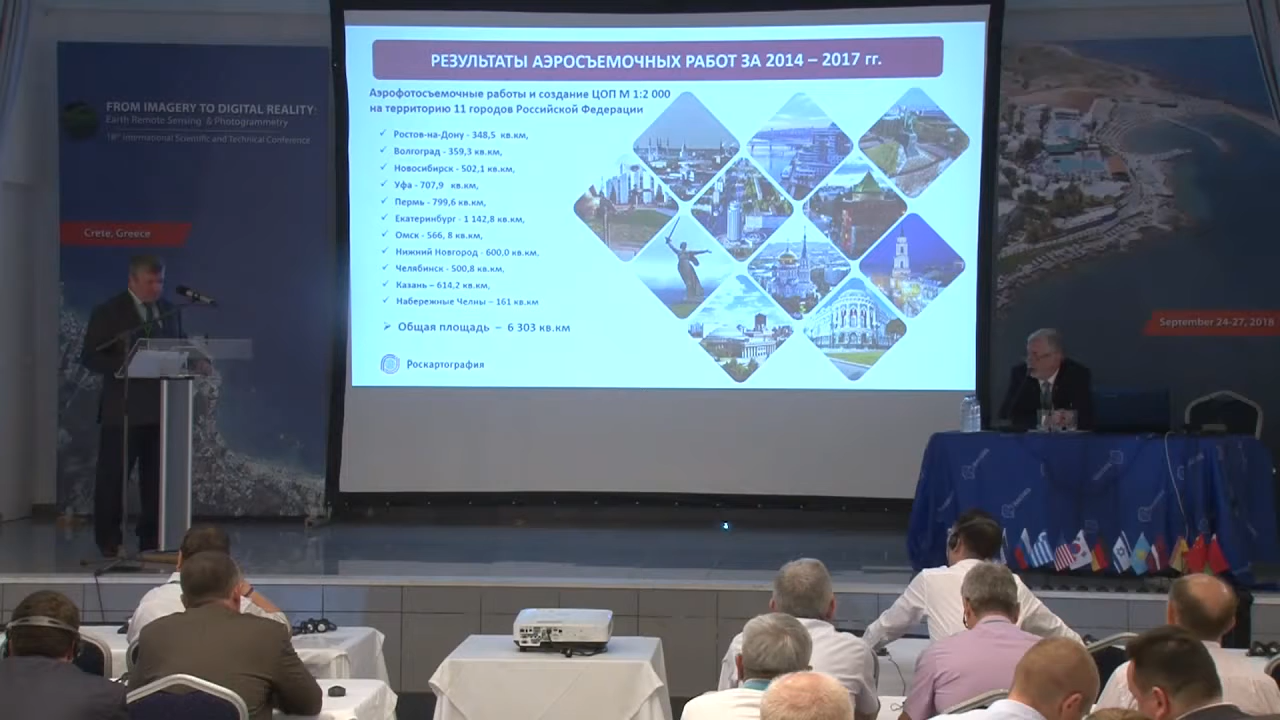 РЕЗУЛЬТАТЫ АЭРОСЪЕМОЧНЫХ РАБОТ ЗА 2014 – 2017 гг.
Аэрофотосъемочные работы и создание ЦОП М 1:2 000
на территорию 11 городов Российской Федерации
✓ Ростов-на-Дону - 348,5 кв.км,
✓ Волгоград - 359,3 кв.км,
✓ Новосибирск - 502,1 кв.км,
✓ Уфа - 707,9 кв.км,
✓ Пермь - 799,6 кв.км,
✓ Екатеринбург - 1 142,8 кв.км,
✓ Омск - 566, 8 кв.км,
✓ Нижний Новгород - 600,0 кв.км.
✓ Челябинск - 500,8 кв.км,
✓ Казань – 614,2 кв.км,
✓ Набережные Челны – 161 кв.км
➢ Общая площадь – 6 303 кв.км
Роскартография
FROM IMAGERY TO DIGITAL REALITY:
Earth Remote Sensing & Photogrammetry
18th International Scientific and Technical Conference
Crete, Greece
September 24-27, 2018